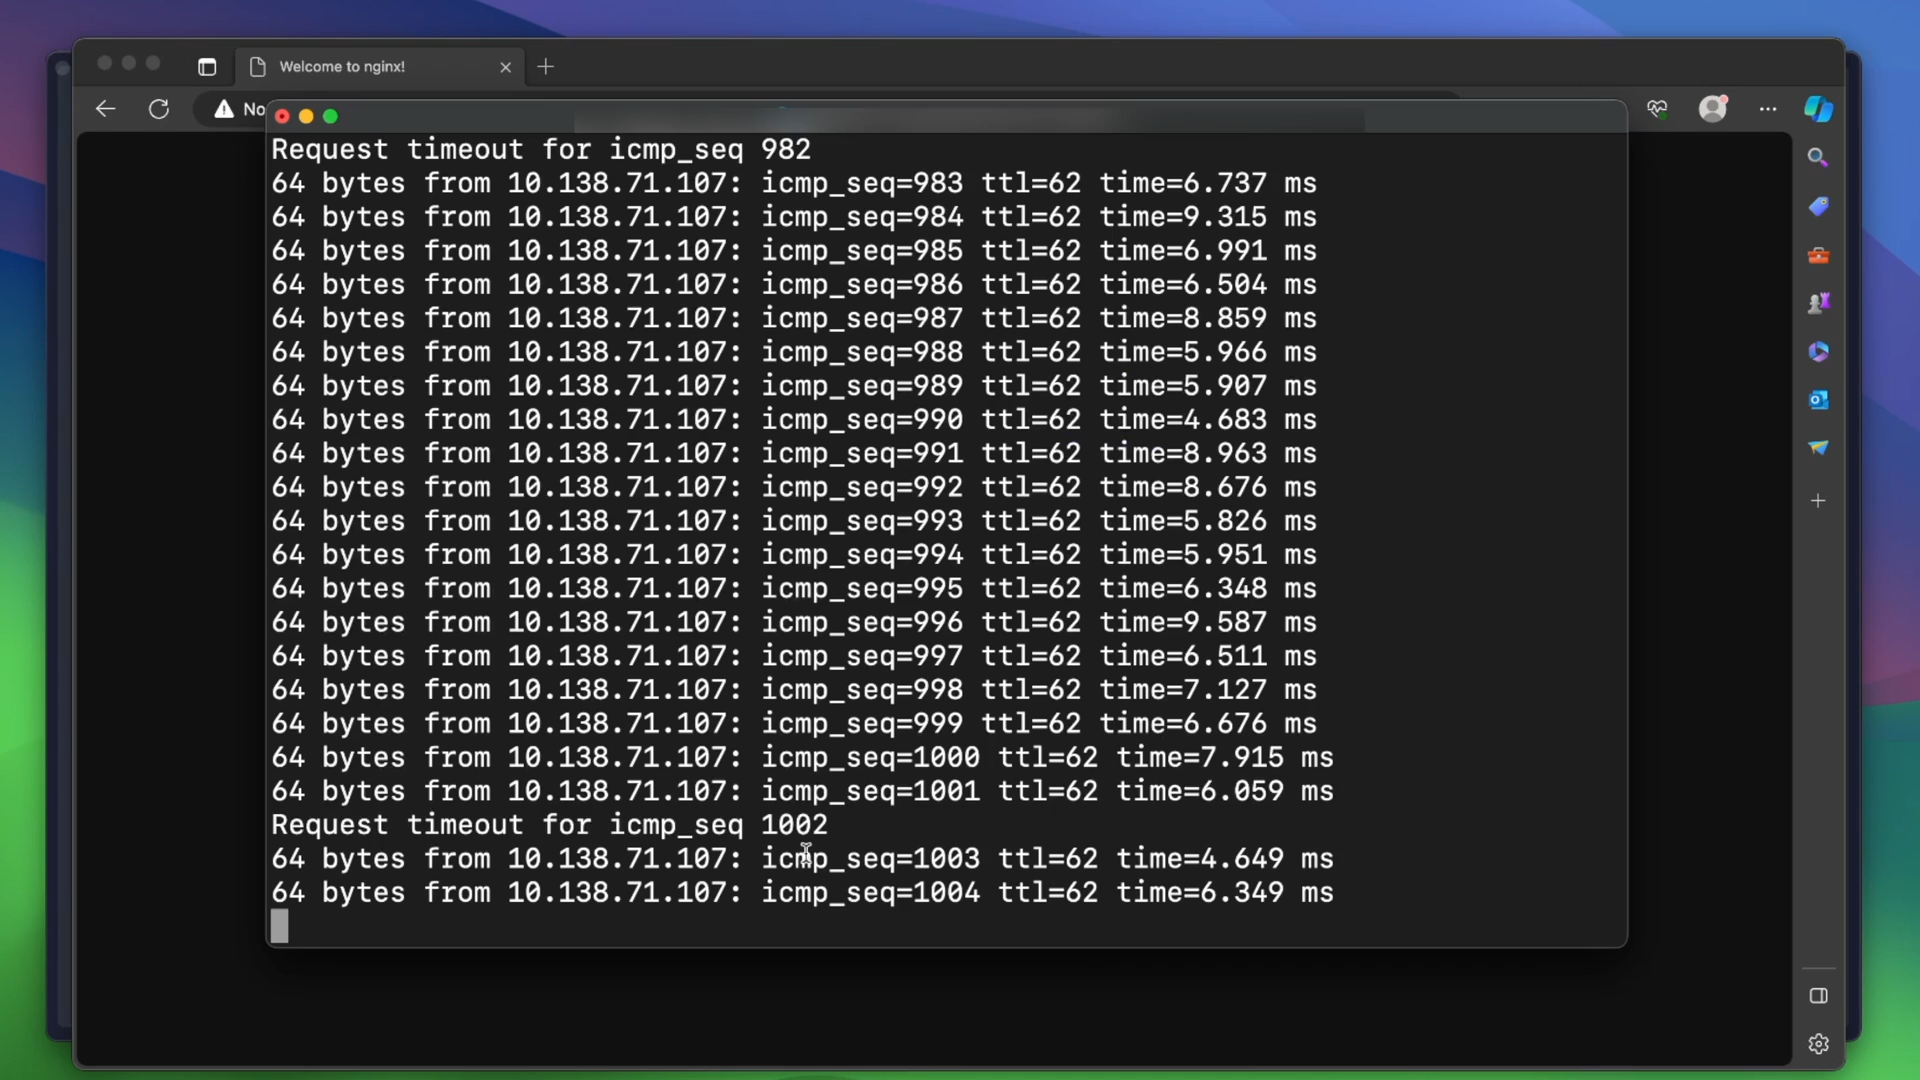 Welcome to nginx!
No
Request timeout for icmp_seq 982
64 bytes from 10.138.71.107: icmp_seq=983 ttl=62 time=6.737 ms
64 bytes from 10.138.71.107: icmp_seq=984 ttl=62 time=9.315 ms
64 bytes from 10.138.71.107: icmp_seq=985 ttl=62 time=6.991 ms
64 bytes from 10.138.71.107: icmp_seq=986 ttl=62 time=6.504 ms
64 bytes from 10.138.71.107: icmp_seq=987 ttl=62 time=8.859 ms
64 bytes from 10.138.71.107: icmp_seq=988 ttl=62 time=5.966 ms
64 bytes from 10.138.71.107: icmp_seq=989 ttl=62 time=5.907 ms
64 bytes from 10.138.71.107: icmp_seq=990 ttl=62 time=4.683 ms
64 bytes from 10.138.71.107: icmp_seq=991 ttl=62 time=8.963 ms
64 bytes from 10.138.71.107: icmp_seq=992 ttl=62 time=8.676 ms
64 bytes from 10.138.71.107: icmp_seq=993 ttl=62 time=5.826 ms
64 bytes from 10.138.71.107: icmp_seq=994 ttl=62 time=5.951 ms
64 bytes from 10.138.71.107: icmp_seq=995 ttl=62 time=6.348 ms
64 bytes from 10.138.71.107: icmp_seq=996 ttl=62 time=9.587 ms
64 bytes from 10.138.71.107: icmp_seq=997 ttl=62 time=6.511 ms
64 bytes from 10.138.71.107: icmp_seq=998 ttl=62 time=7.127 ms
64 bytes from 10.138.71.107: icmp_seq=999 ttl=62 time=6.676 ms
64 bytes from 10.138.71.107: icmp_seq=1000 ttl=62 time=7.915 ms
64 bytes from 10.138.71.107: icmp_seq=1001 ttl=62 time=6.059 ms
Request timeout for icmp_seq 1002
64 bytes from 10.138.71.107: icmp_seq=1003 ttl=62 time=4.649 ms
64 bytes from 10.138.71.107: icmp_seq=1004 ttl=62 time=6.349 ms